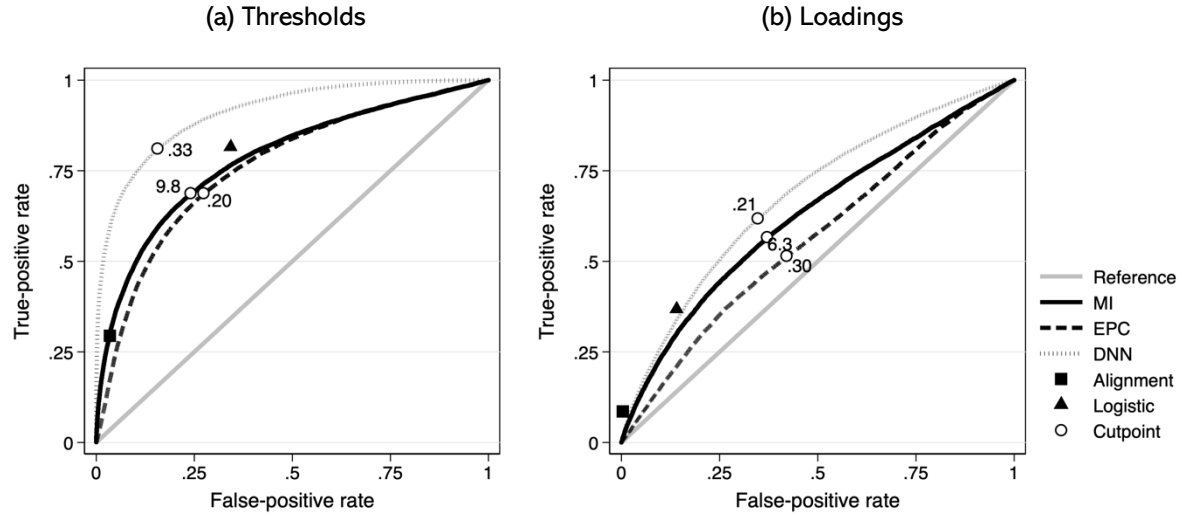 (a) Thresholds
True-positive rate
1
.75
.5
.25
0
.33
9.8
.20
0
.25
.5
.75
1
False-positive rate
(b) Loadings
True-positive rate
1
.75
.5
.25
0
.21
6.3
.30
0
.25
.5
.75
1
False-positive rate
Reference
MI
EPC
DNN
Alignment
Logistic
Cutpoint